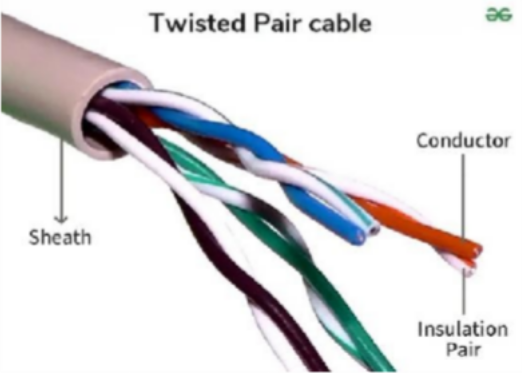 Twisted Pair cable
Conductor
Sheath
Insulation
Pair